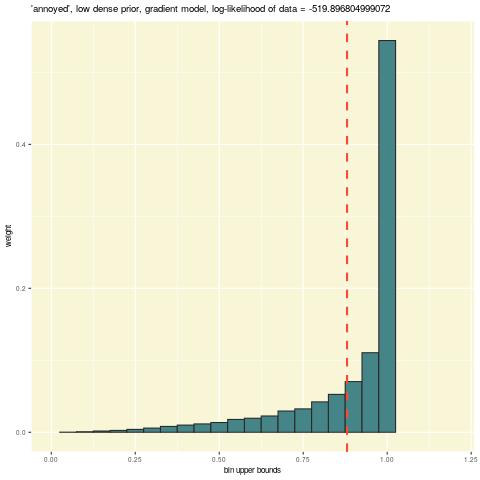 'annoyed', low dense prior, gradient model, log-likelihood of data = -519.896804999072
weight
0.4
0.2
0.0
0.00 0.25 0.50 0.75 1.00 1.25
bin upper bounds